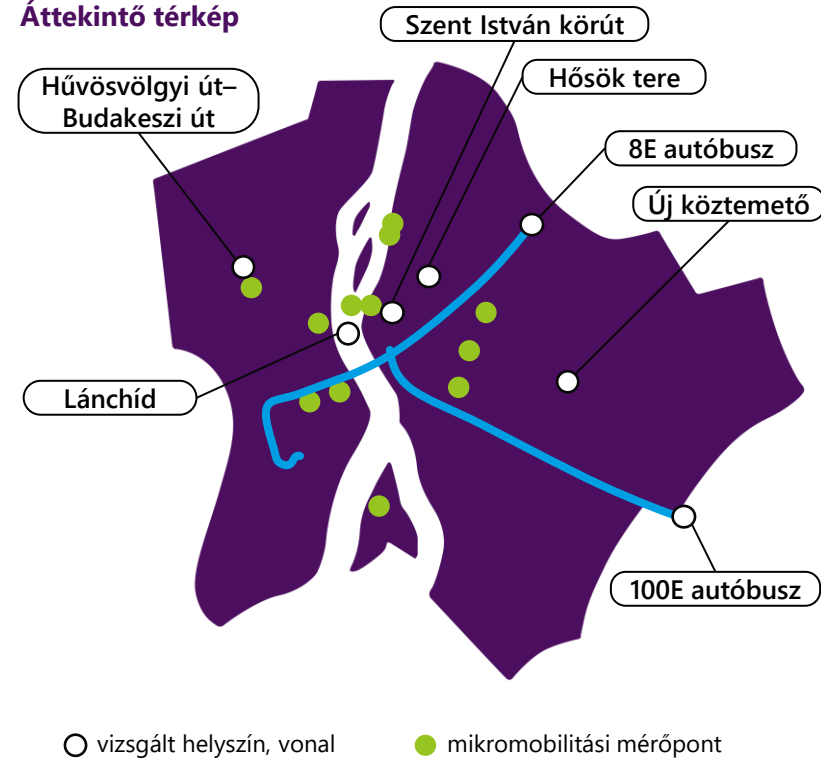 Áttekintő térkép
Szent István körút
Hősök tere
Hűvösvölgyi út–
Budakeszi út
8E autóbusz
Új köztemető
Lánchíd
100E autóbusz
vizsgált helyszín, vonal
mikromobilitási mérőpont